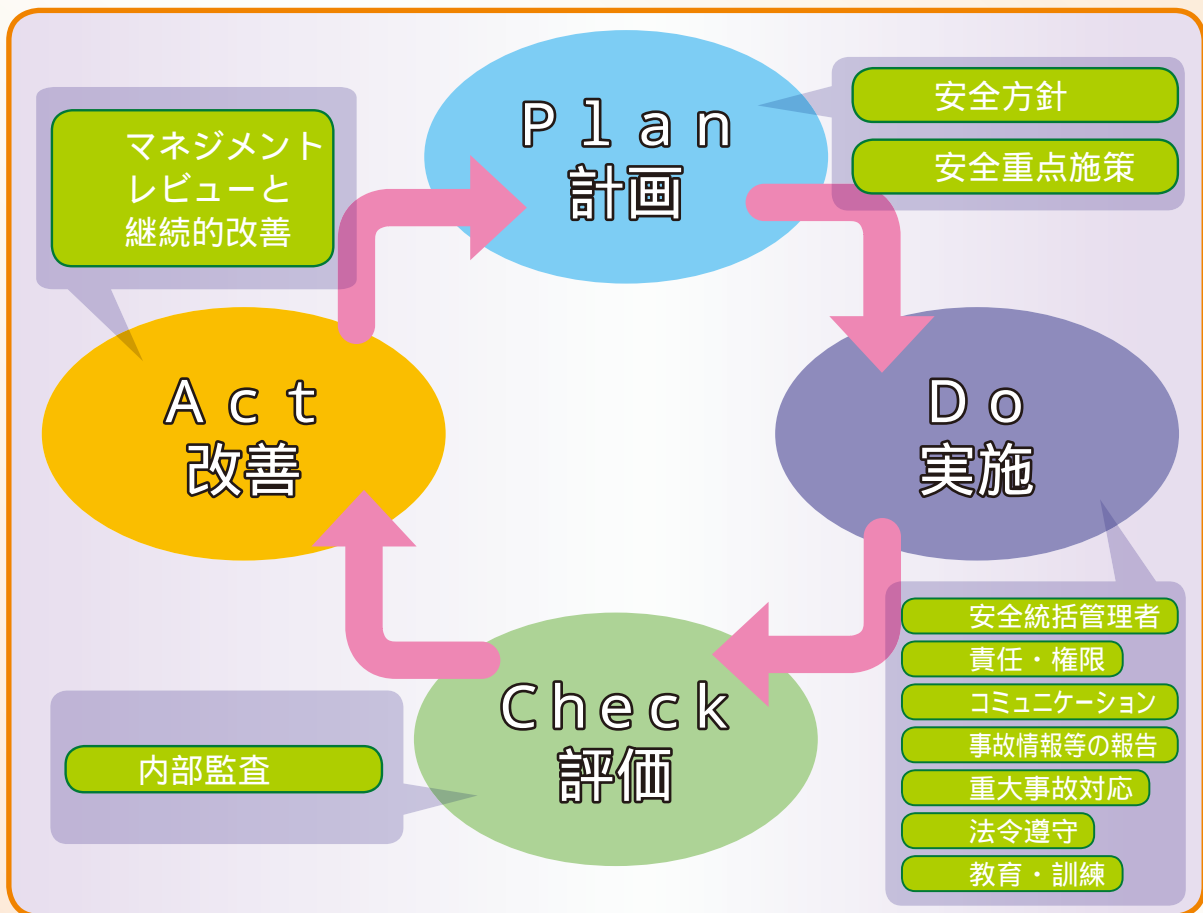 Ｐｌａｎ
計画
安全方針
安全重点施策
Ｄｏ
実施
安全統括管理者
責任・権限
コミュニケーション
事故情報等の報告
重大事故対応
法令遵守
教育・訓練
Ｃｈｅｃｋ
評価
内部監査
Ａｃｔ
改善
マネジメント
レビューと
継続的改善